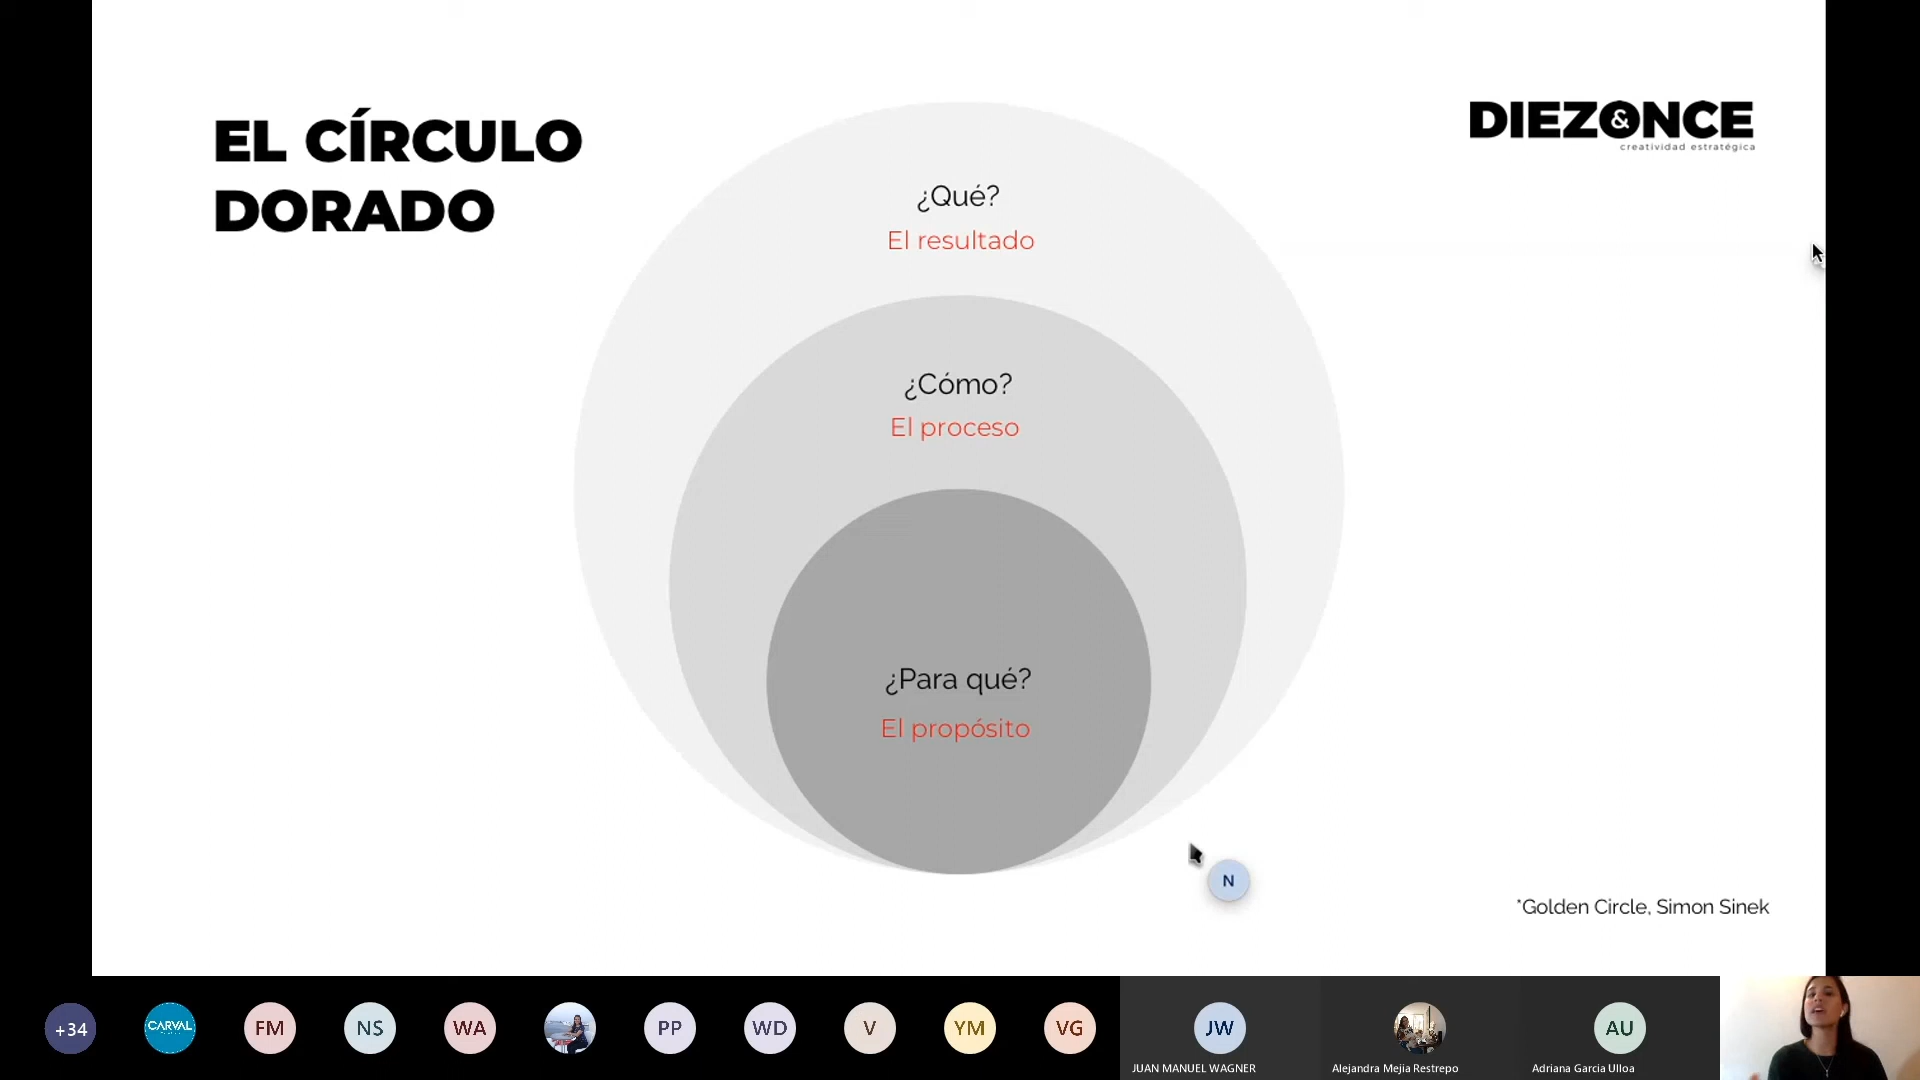 EL CÍRCULO
DORADO
DIEZ&ONCE
creatividad estratégica
¿Qué?
El resultado
¿Cómo?
El proceso
¿Para qué?
El propósito
N
*Golden Circle, Simon Sinek
+34
CARVAL
FM
NS
WA
PP
WD
V
YM
VG
JW
AU
JUAN MANUEL WAGNER
Alejandra Mejia Restrepo
Adriana Garcia Ulloa